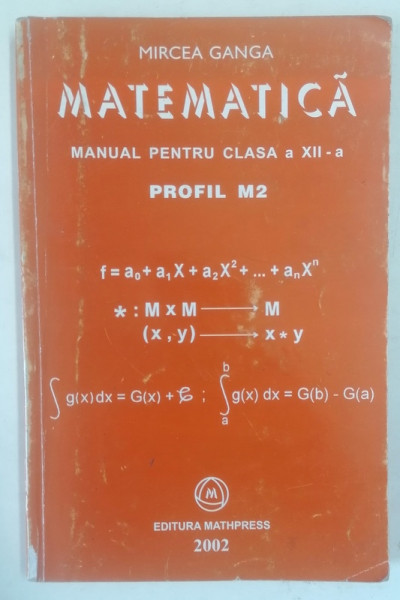 MIRCEA GANGA
MATEMATICĂ
MANUAL PENTRU CLASA a XII - a
PROFIL M2
f = a₀ + a₁X + a₂X² + ... + aₙXⁿ
* : M x M ⟶ M
(x , y) ⟶ x * y
∫ g(x)dx = G(x) + 𝒞 ; ∫ₐᵇ g(x) dx = G(b) - G(a)
M
EDITURA MATHPRESS
2002